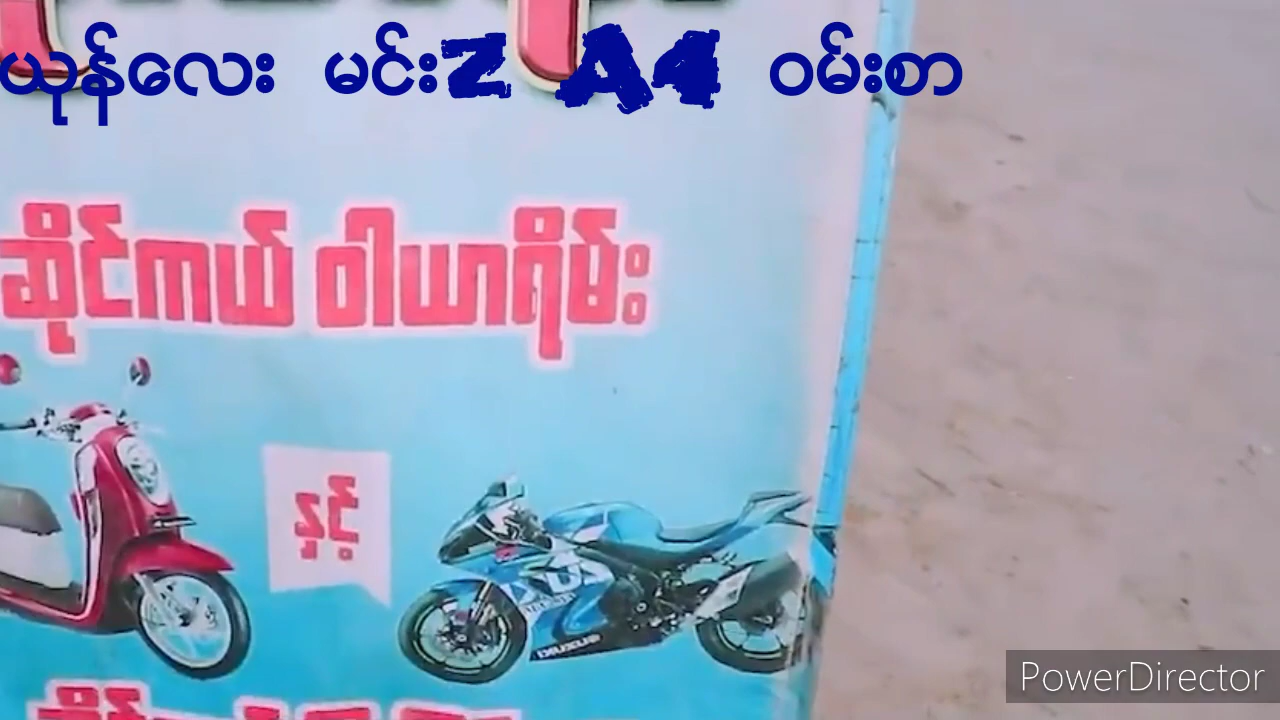 ယုန်လေး မင်းZ A4 ဝမ်းစာ
ဆိုင်ကယ် ဝါယာရိမ်း
နှင့်
SUZUKI
PowerDirector